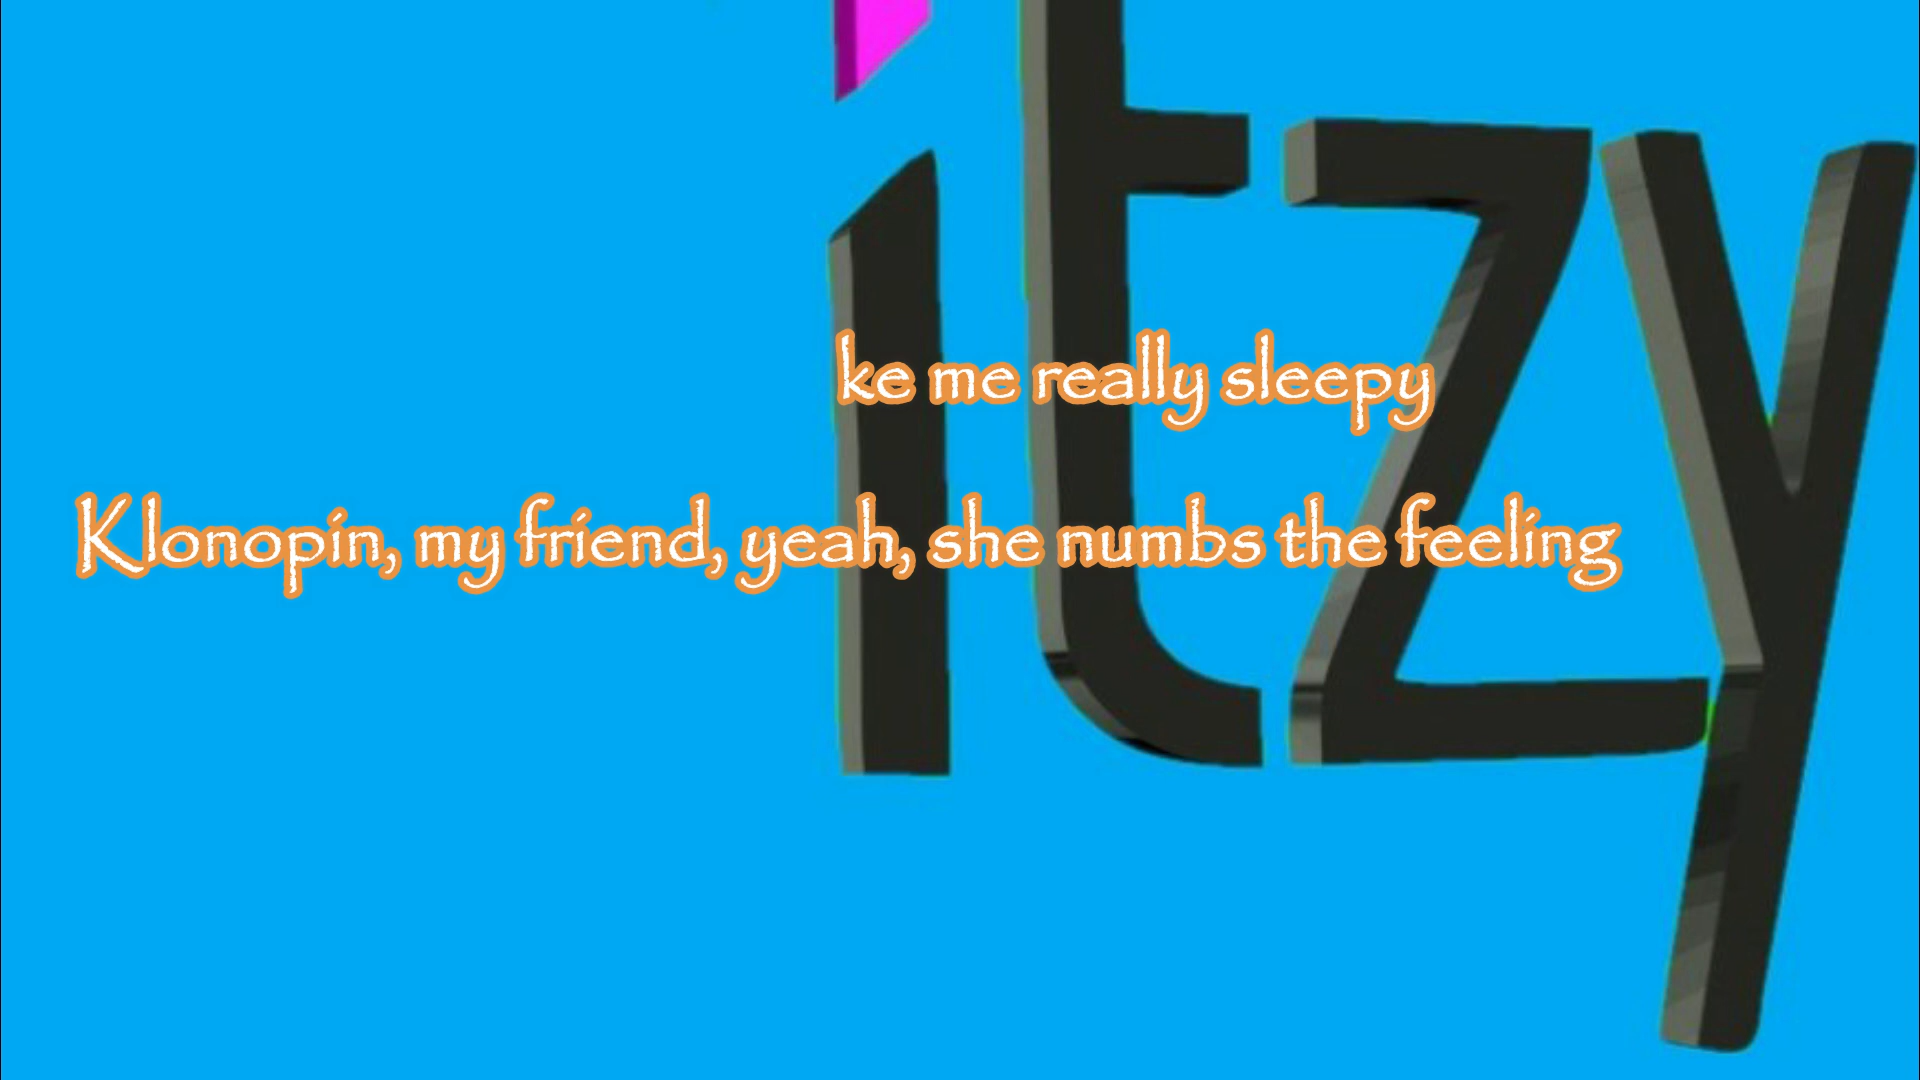 itzy
ke me really sleepy
Klonopin, my friend, yeah, she numbs the feeling